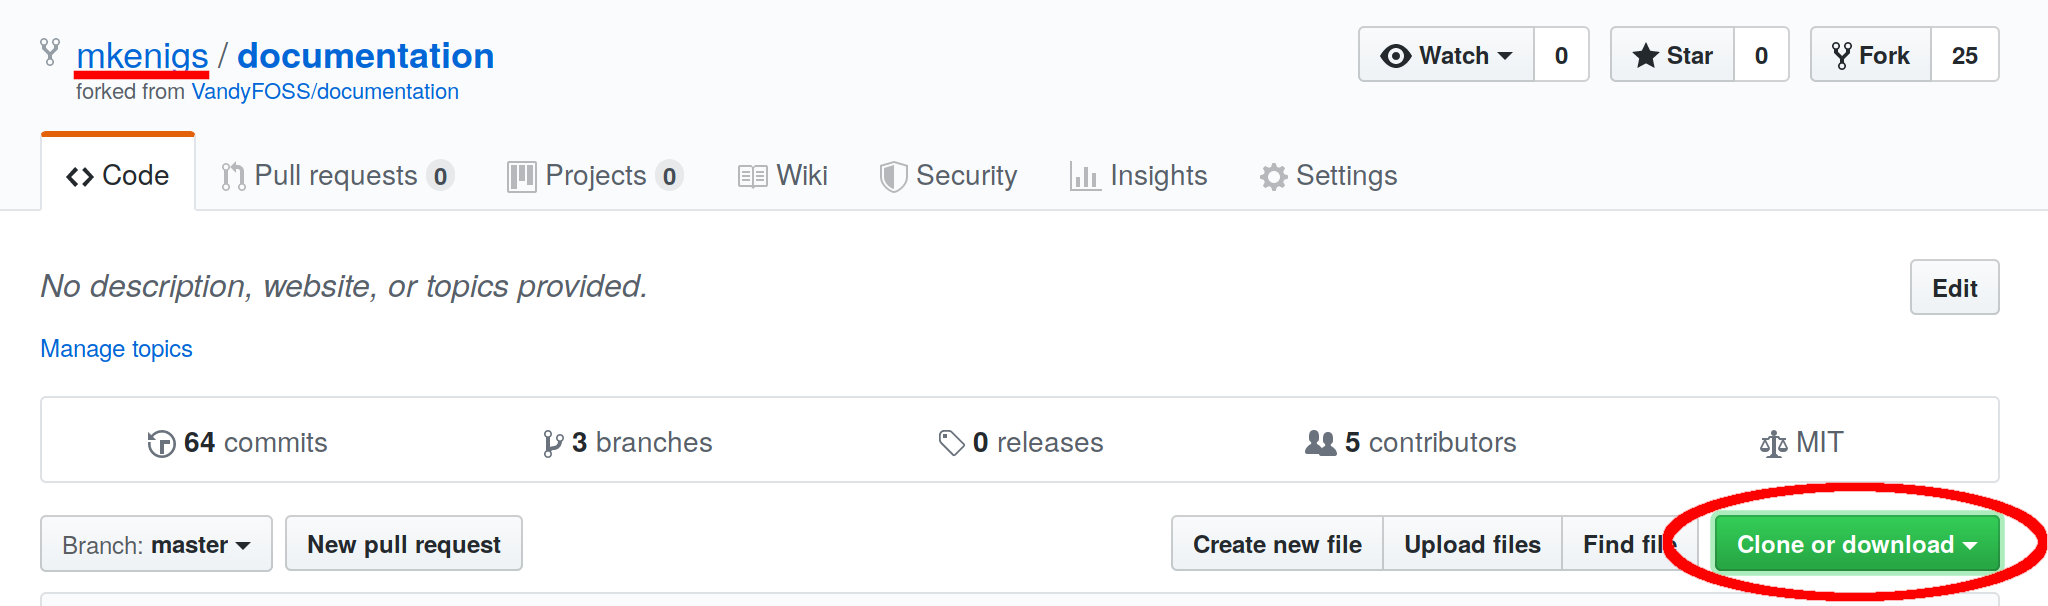 mkenigs / documentation
forked from VandyFOSS/documentation
Watch 0 Star 0 Fork 25
Code Pull requests 0 Projects 0 Wiki Security Insights Settings
No description, website, or topics provided.
Edit
Manage topics
64 commits 3 branches 0 releases 5 contributors MIT
Branch: master New pull request Create new file Upload files Find file Clone or download